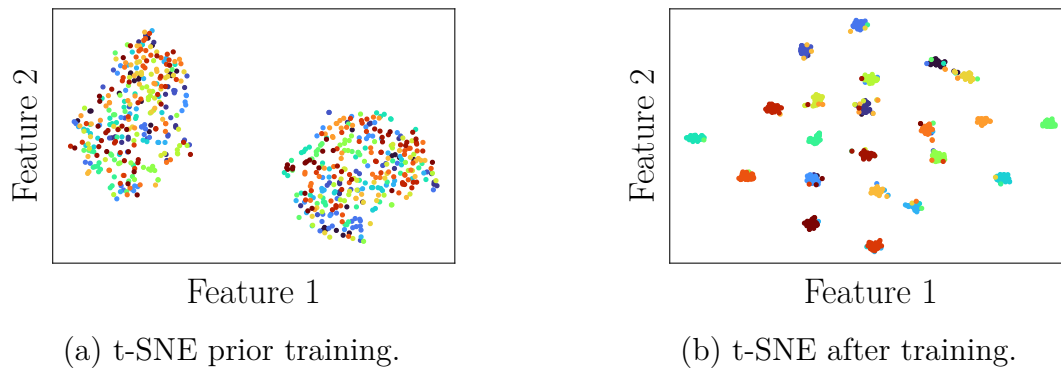 Feature 2
Feature 1
(a) t-SNE prior training.
Feature 2
Feature 1
(b) t-SNE after training.